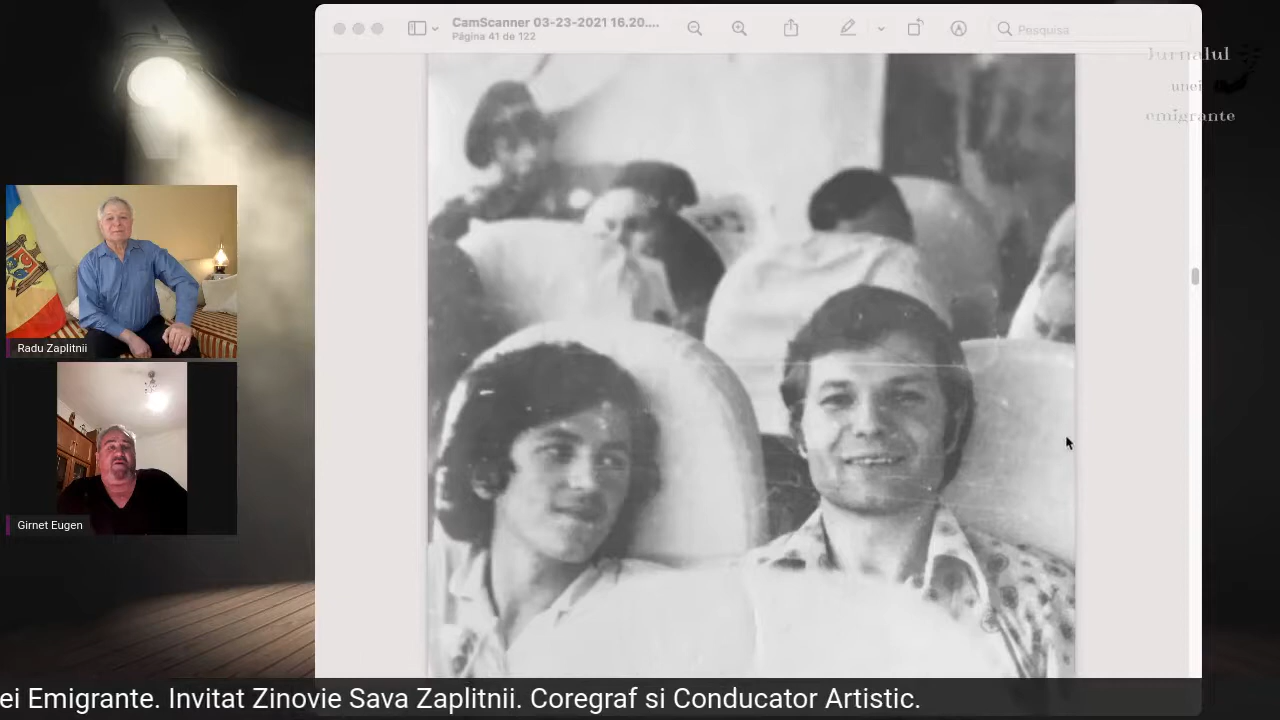 CamScanner 03-23-2021 16.20....
Página 41 de 122
Pesquisa
Jurnalul
unei
emigrante
Radu Zaplitnii
Girnet Eugen
ei Emigrante. Invitat Zinovie Sava Zaplitnii. Coregraf si Conducator Artistic.